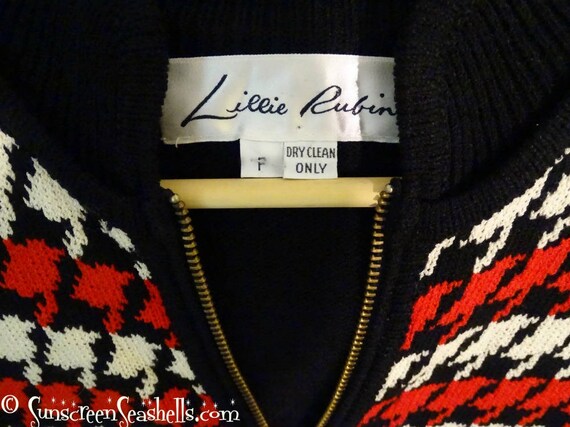 Lillie Rubin
P
DRY CLEAN
ONLY
© SunscreenSeashells.com